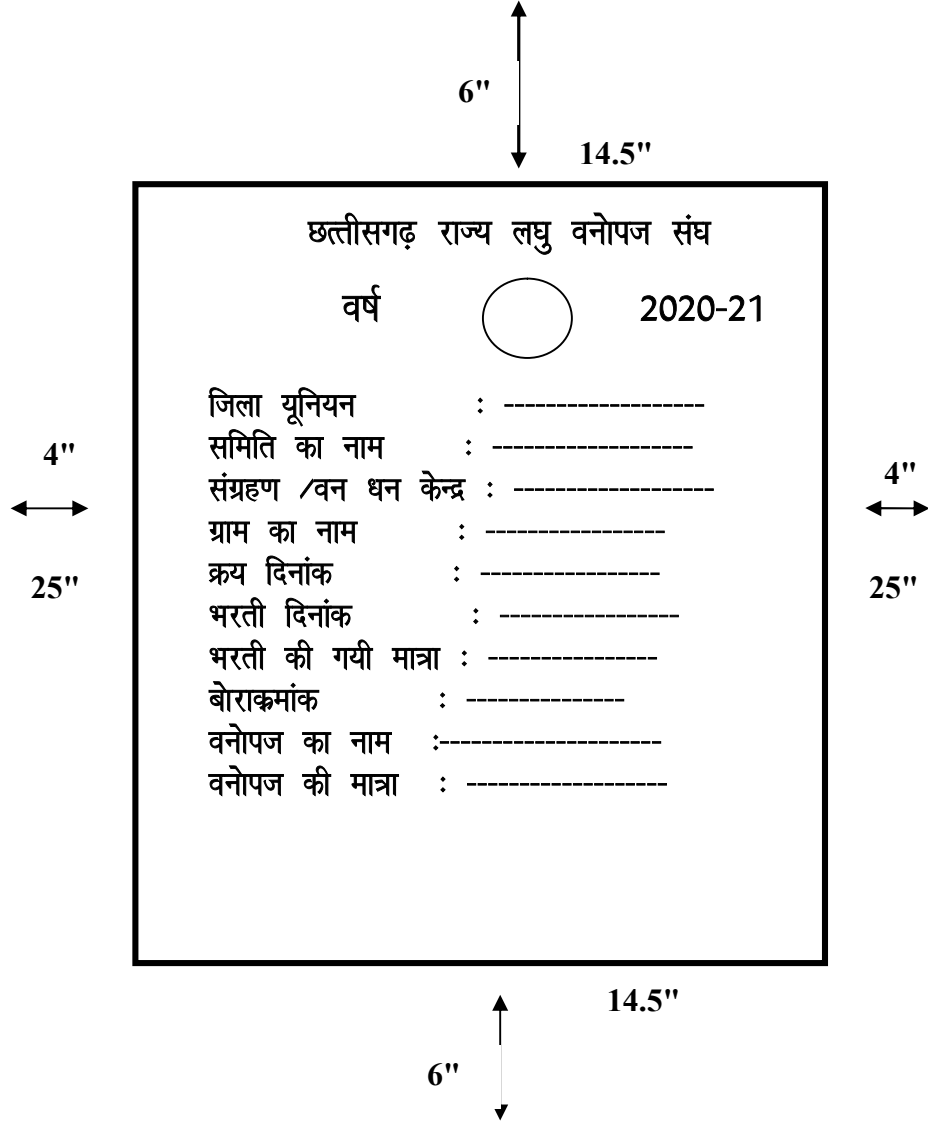 6"
14.5"
छत्तीसगढ़ राज्य लघु वनोपज संघ
वर्ष 2020-21
जिला यूनियन : -------------------
समिति का नाम : -------------------
4"
4"
संग्रहण /वन धन केन्द्र : -------------------
ग्राम का नाम : -----------------
क्रय दिनांक : -----------------
25"
25"
भरती दिनांक : -----------------
भरती की गयी मात्रा : ----------------
बोराक्रमांक : ---------------
वनोपज का नाम :---------------------
वनोपज की मात्रा : -------------------
14.5"
6"